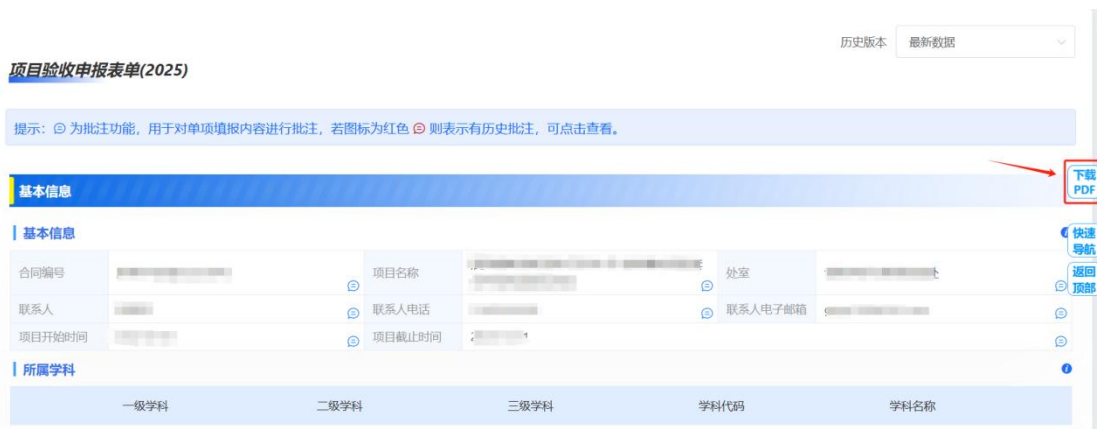 历史版本 最新数据
项目验收申报表单(2025)
提示： 为批注功能，用于对单项填报内容进行批注，若图标为红色 则表示有历史批注，可点击查看。
下载
PDF
基本信息
基本信息
快速
导航
合同编号 项目名称 处室
返回
顶部
联系人 联系人电话 联系人电子邮箱
项目开始时间 项目截止时间
所属学科
一级学科 二级学科 三级学科 学科代码 学科名称